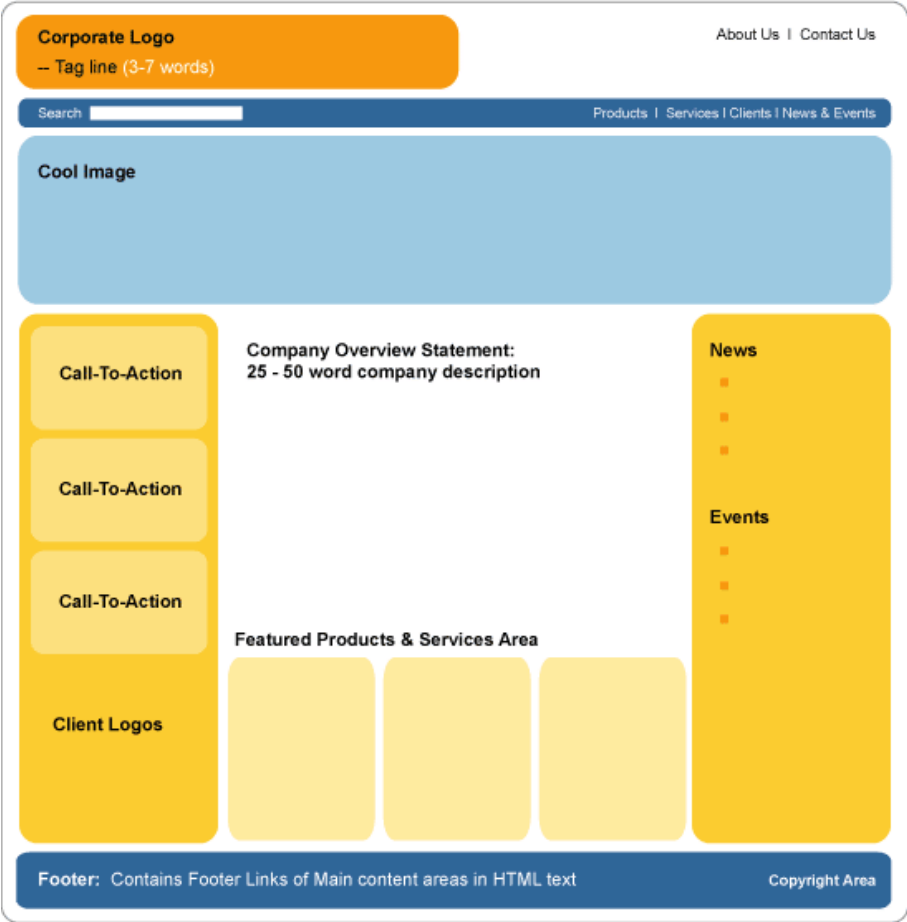 Corporate Logo
-- Tag line (3-7 words)
About Us I Contact Us
Search
Products I Services I Clients I News & Events
Cool Image
Call-To-Action
Call-To-Action
Call-To-Action
Client Logos
Company Overview Statement:
25 - 50 word company description
Featured Products & Services Area
News
Events
Footer: Contains Footer Links of Main content areas in HTML text
Copyright Area